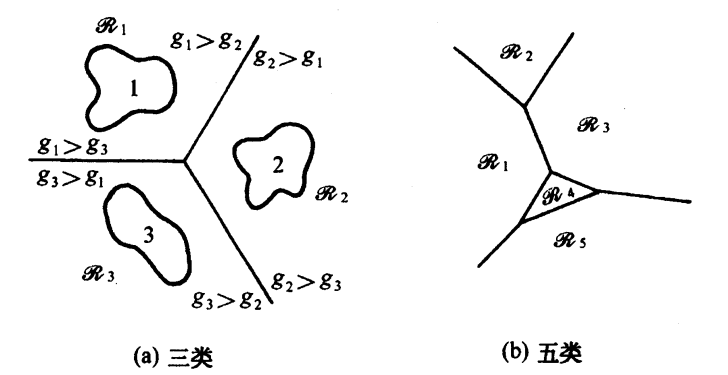 ℛ₁
g₁>g₂
g₂>g₁
1
g₁>g₃
g₃>g₁
2
ℛ₂
3
ℛ₃
g₃>g₂
g₂>g₃
(a) 三类
ℛ₂
ℛ₃
ℛ₁
ℛ₄
ℛ₅
(b) 五类